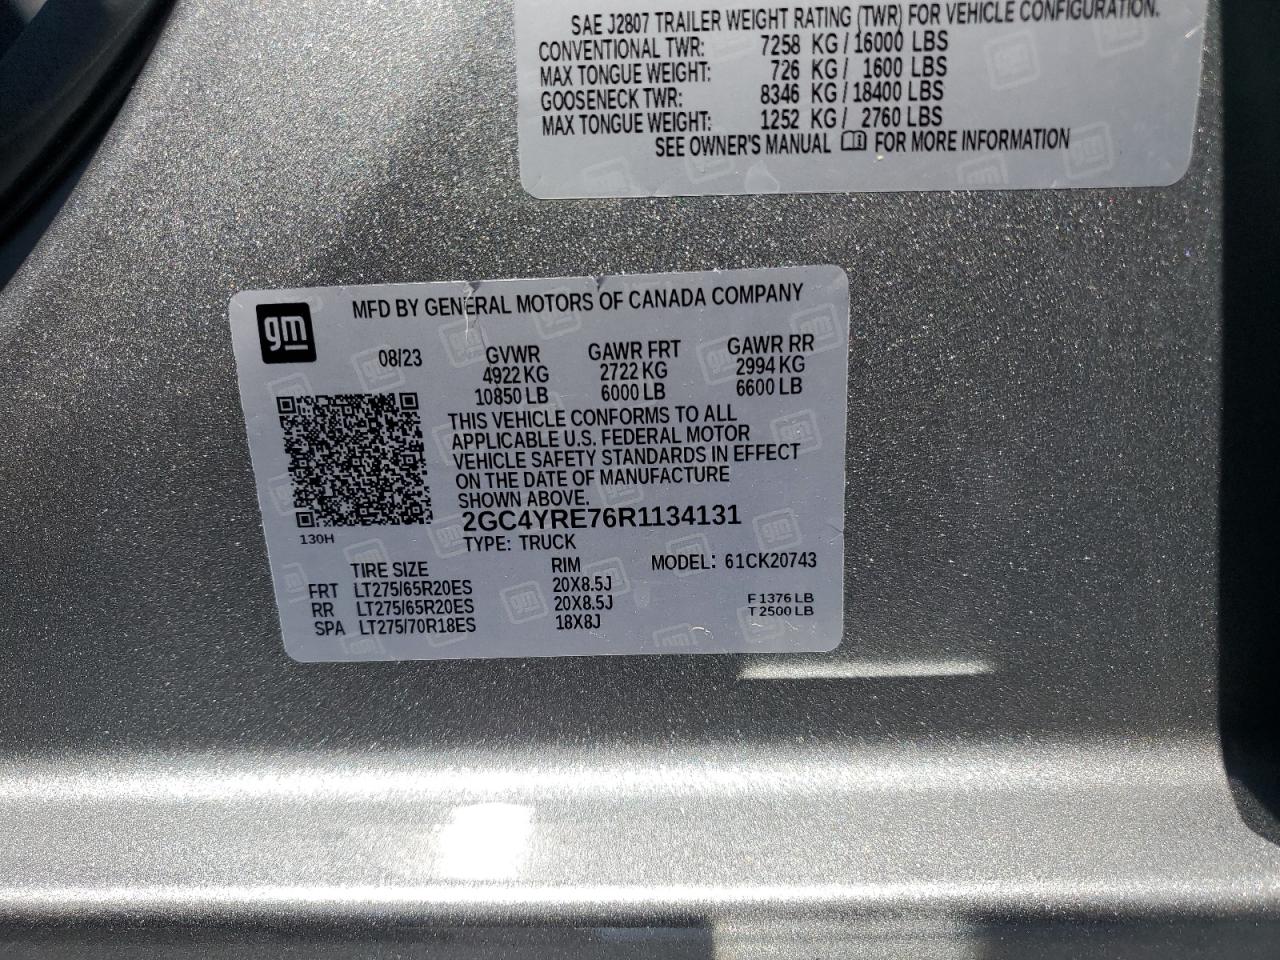 SAE J2807 TRAILER WEIGHT RATING (TWR) FOR VEHICLE CONFIGURATION.
CONVENTIONAL TWR: 7258 KG / 16000 LBS
MAX TONGUE WEIGHT: 726 KG / 1600 LBS
GOOSENECK TWR: 8346 KG / 18400 LBS
MAX TONGUE WEIGHT: 1252 KG / 2760 LBS
SEE OWNER'S MANUAL FOR MORE INFORMATION
gm
MFD BY GENERAL MOTORS OF CANADA COMPANY
08/23 GVWR GAWR FRT GAWR RR
4922 KG 2722 KG 2994 KG
10850 LB 6000 LB 6600 LB
THIS VEHICLE CONFORMS TO ALL
APPLICABLE U.S. FEDERAL MOTOR
VEHICLE SAFETY STANDARDS IN EFFECT
ON THE DATE OF MANUFACTURE
SHOWN ABOVE.
2GC4YRE76R1134131
130H
TYPE: TRUCK
MODEL: 61CK20743
TIRE SIZE RIM
FRT LT275/65R20ES 20X8.5J
RR LT275/65R20ES 20X8.5J
SPA LT275/70R18ES 18X8J
F 1376 LB
T 2500 LB